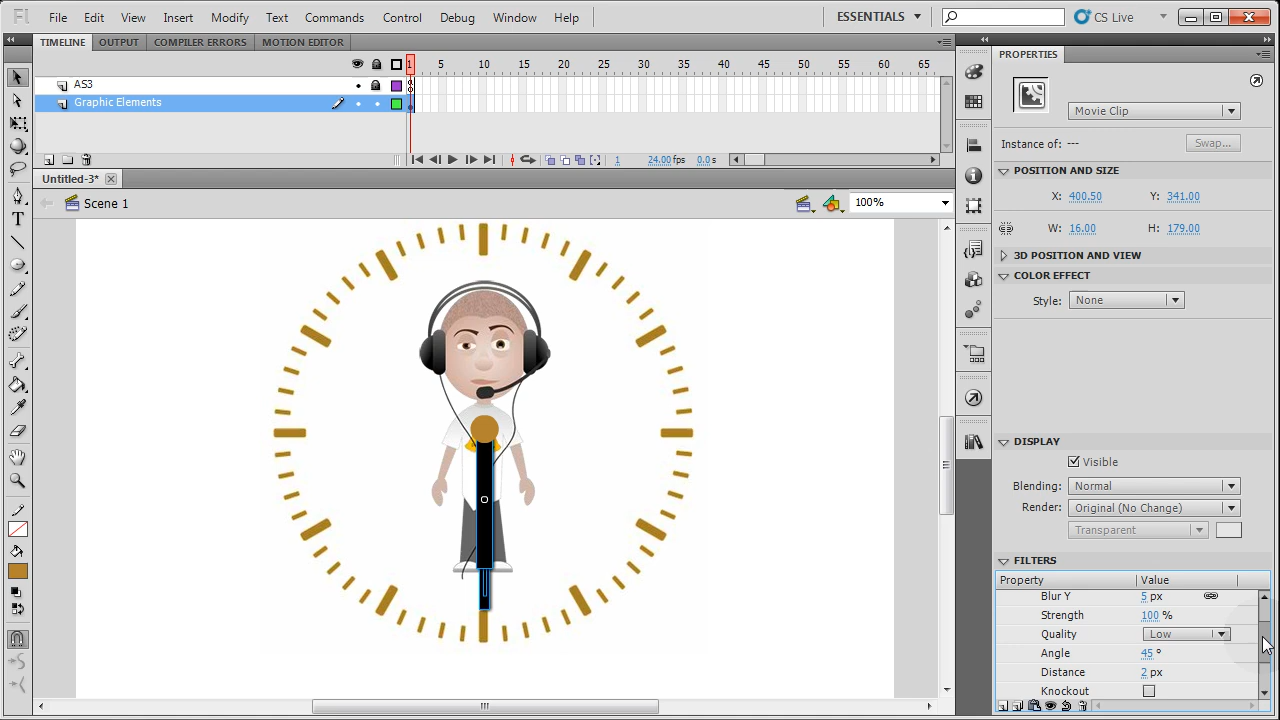 Fl File Edit View Insert Modify Text Commands Control Debug Window Help ESSENTIALS CS Live
TIMELINE OUTPUT COMPILER ERRORS MOTION EDITOR
1 5 10 15 20 25 30 35 40 45 50 55 60 65
AS3
Graphic Elements
1 24.00 fps 0.0 s
Untitled-3*
Scene 1 100%
PROPERTIES
Movie Clip
Instance of: --- Swap...
POSITION AND SIZE
X: 400.50 Y: 341.00
W: 16.00 H: 179.00
3D POSITION AND VIEW
COLOR EFFECT
Style: None
DISPLAY
Visible
Blending: Normal
Render: Original (No Change)
Transparent
FILTERS
Property Value
Blur Y 5 px
Strength 100 %
Quality Low
Angle 45 °
Distance 2 px
Knockout